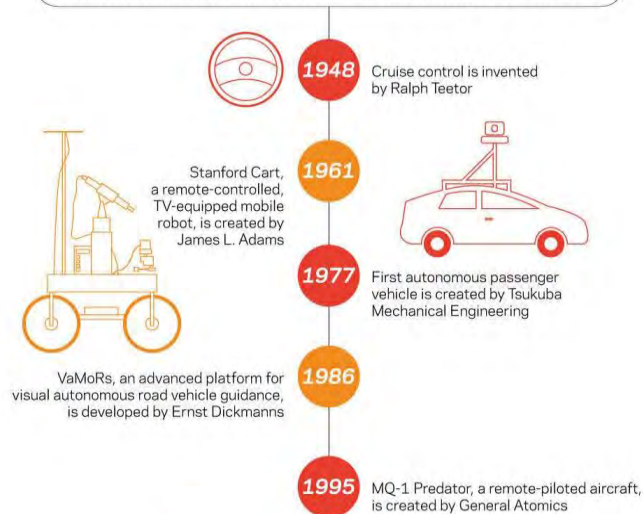 1948
Cruise control is invented
by Ralph Teetor
1961
Stanford Cart,
a remote-controlled,
TV-equipped mobile
robot, is created by
James L. Adams
1977
First autonomous passenger
vehicle is created by Tsukuba
Mechanical Engineering
1986
VaMoRs, an advanced platform for
visual autonomous road vehicle guidance,
is developed by Ernst Dickmanns
1995
MQ-1 Predator, a remote-piloted aircraft,
is created by General Atomics